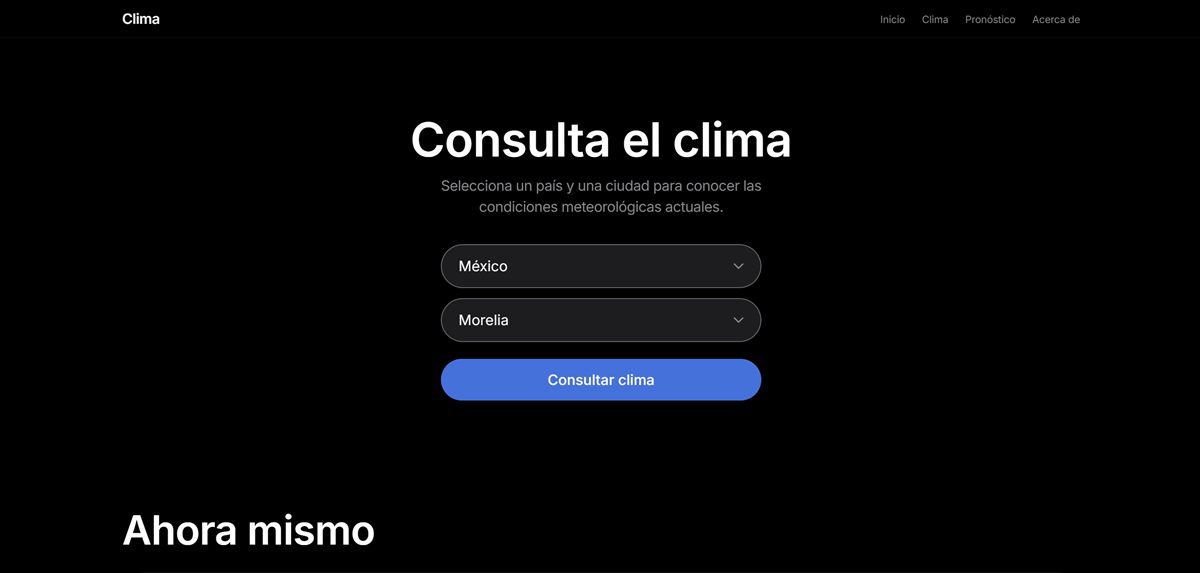 Clima
Inicio Clima Pronóstico Acerca de
Consulta el clima
Selecciona un país y una ciudad para conocer las
condiciones meteorológicas actuales.
México
Morelia
Consultar clima
Ahora mismo